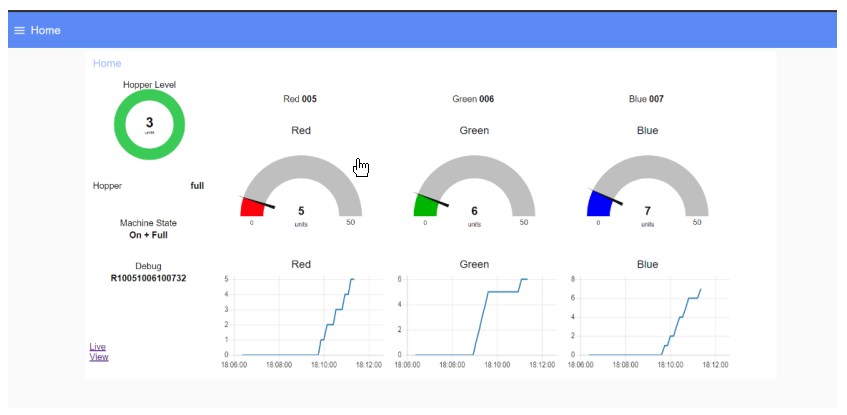 Home
Home
Hopper Level
3
units
Hopper full
Machine State
On + Full
Debug
R10051006100732
Live
View
Red 005
Green 006
Blue 007
Red
Green
Blue
5
units
0
50
6
units
0
50
7
units
0
50
Red
5
4
3
2
1
0
18:06:00
18:08:00
18:10:00
18:12:00
Green
6
4
2
0
18:06:00
18:08:00
18:10:00
18:12:00
Blue
8
6
4
2
0
18:06:00
18:08:00
18:10:00
18:12:00